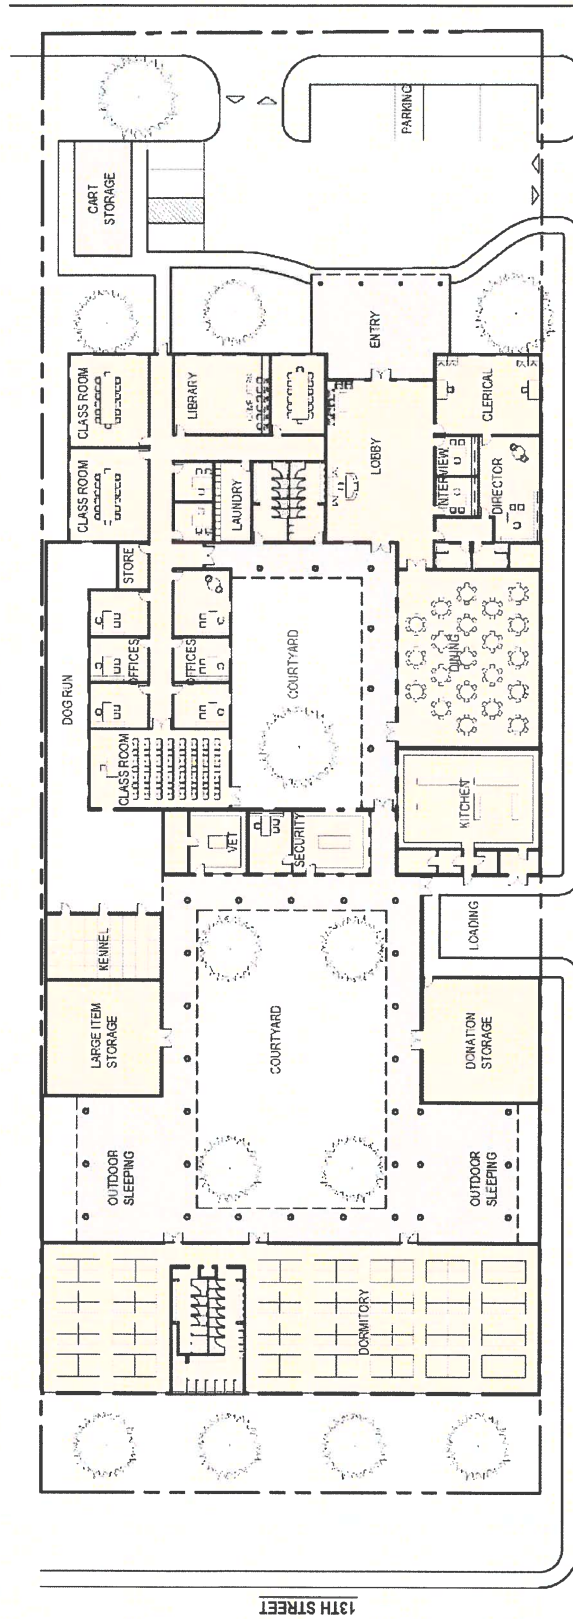 PARKING
CART
STORAGE
ENTRY
CLASS ROOM
LIBRARY
CLERICAL
LOBBY
CLASS ROOM
LAUNDRY
INTERVIEW
DIRECTOR
STORE
DOG RUN
OFFICES
OFFICES
COURTYARD
DINING
CLASS ROOM
VET
SECURITY
KITCHEN
KENNEL
LOADING
LARGE ITEM
STORAGE
COURTYARD
DONATION
STORAGE
OUTDOOR
SLEEPING
OUTDOOR
SLEEPING
DORMITORY
13TH STREET